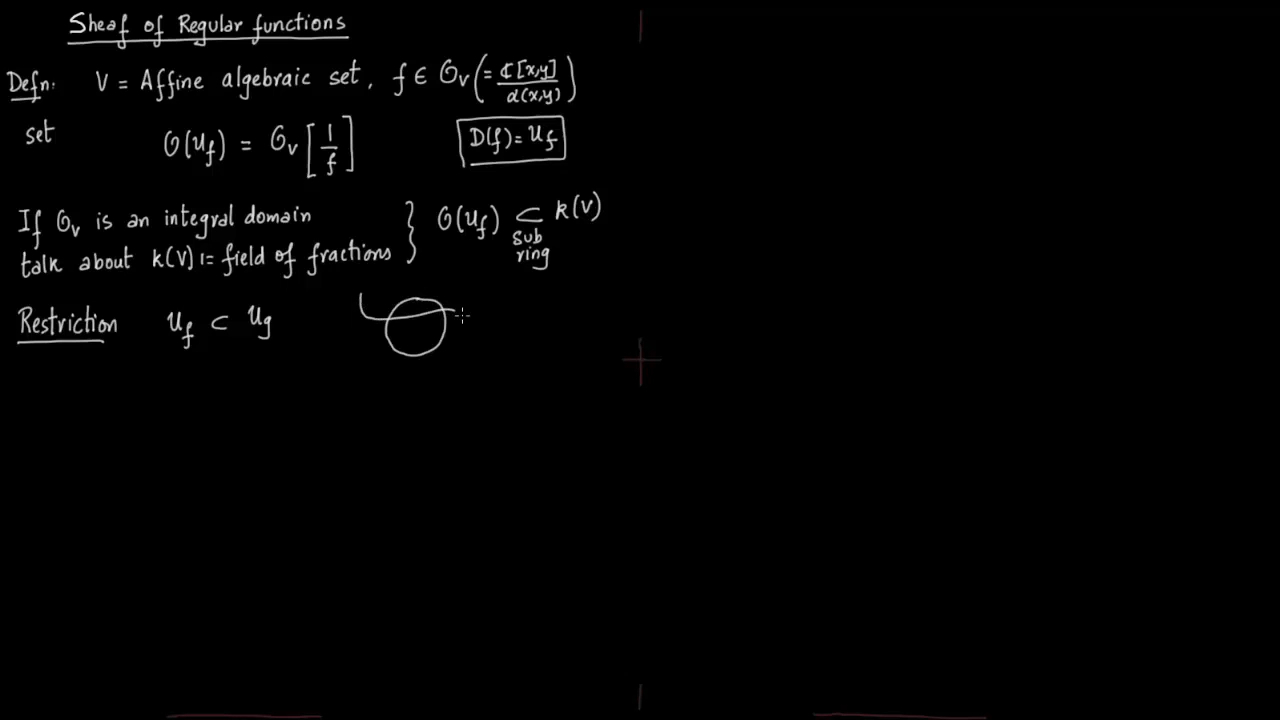 Sheaf of Regular functions
Defn: V = Affine algebraic set, f ∈ 𝒪_V (= ℂ[x,y] / α(x,y))
set 𝒪(U_f) = 𝒪_V [1/f] D(f) = U_f
If 𝒪_V is an integral domain } 𝒪(U_f) ⊂ k(V)
talk about k(V) := field of fractions sub ring
Restriction U_f ⊂ U_g